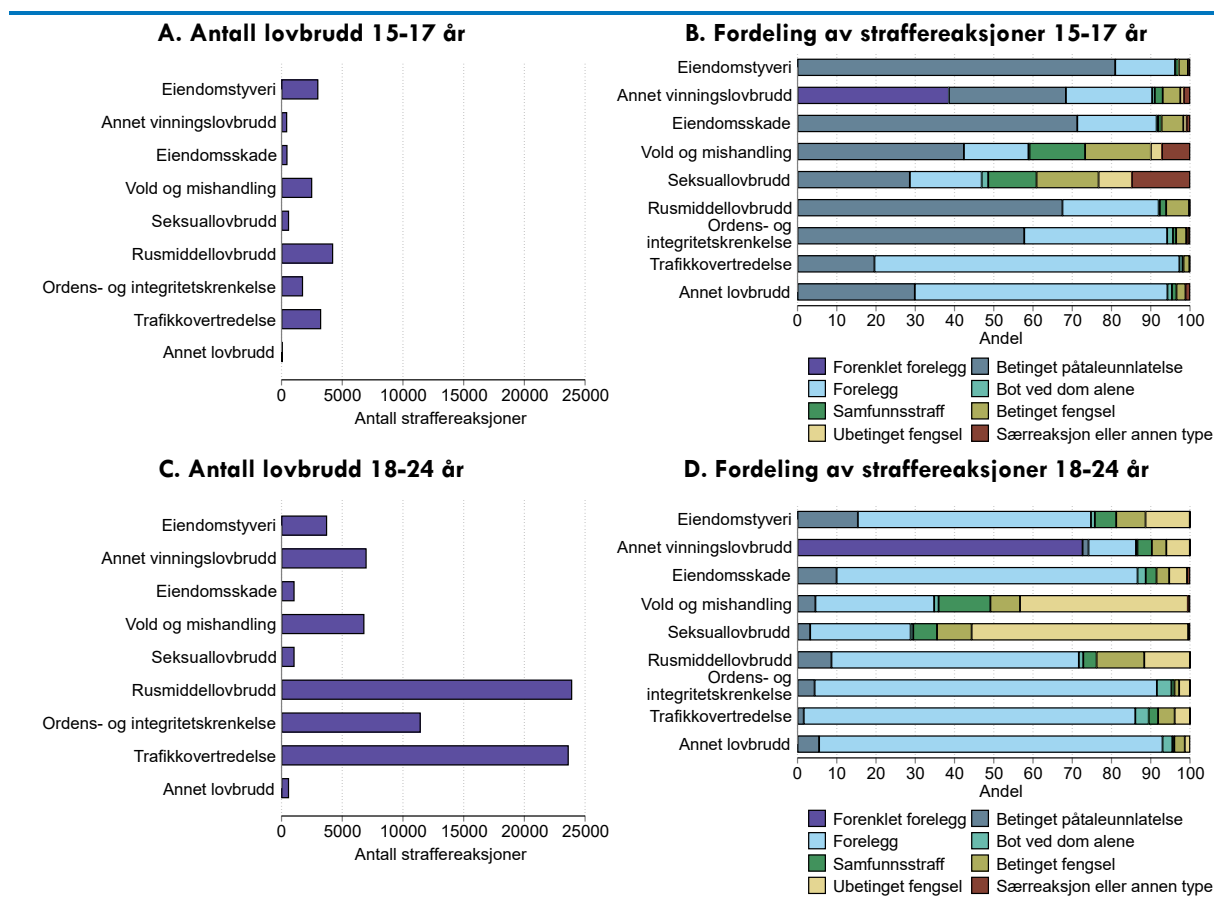 A. Antall lovbrudd 15-17 år
Eiendomstyveri
Annet vinningslovbrudd
Eiendomsskade
Vold og mishandling
Seksuallovbrudd
Rusmiddellovbrudd
Ordens- og integritetskrenkelse
Trafikkovertredelse
Annet lovbrudd
0 5000 10000 15000 20000 25000
Antall straffereaksjoner
B. Fordeling av straffereaksjoner 15-17 år
Eiendomstyveri
Annet vinningslovbrudd
Eiendomsskade
Vold og mishandling
Seksuallovbrudd
Rusmiddellovbrudd
Ordens- og
integritetskrenkelse
Trafikkovertredelse
Annet lovbrudd
0 10 20 30 40 50 60 70 80 90 100
Andel
Forenklet forelegg Betinget påtaleunnlatelse
Forelegg Bot ved dom alene
Samfunnsstraff Betinget fengsel
Ubetinget fengsel Særreaksjon eller annen type
C. Antall lovbrudd 18-24 år
Eiendomstyveri
Annet vinningslovbrudd
Eiendomsskade
Vold og mishandling
Seksuallovbrudd
Rusmiddellovbrudd
Ordens- og integritetskrenkelse
Trafikkovertredelse
Annet lovbrudd
0 5000 10000 15000 20000 25000
Antall straffereaksjoner
D. Fordeling av straffereaksjoner 18-24 år
Eiendomstyveri
Annet vinningslovbrudd
Eiendomsskade
Vold og mishandling
Seksuallovbrudd
Rusmiddellovbrudd
Ordens- og
integritetskrenkelse
Trafikkovertredelse
Annet lovbrudd
0 10 20 30 40 50 60 70 80 90 100
Andel
Forenklet forelegg Betinget påtaleunnlatelse
Forelegg Bot ved dom alene
Samfunnsstraff Betinget fengsel
Ubetinget fengsel Særreaksjon eller annen type